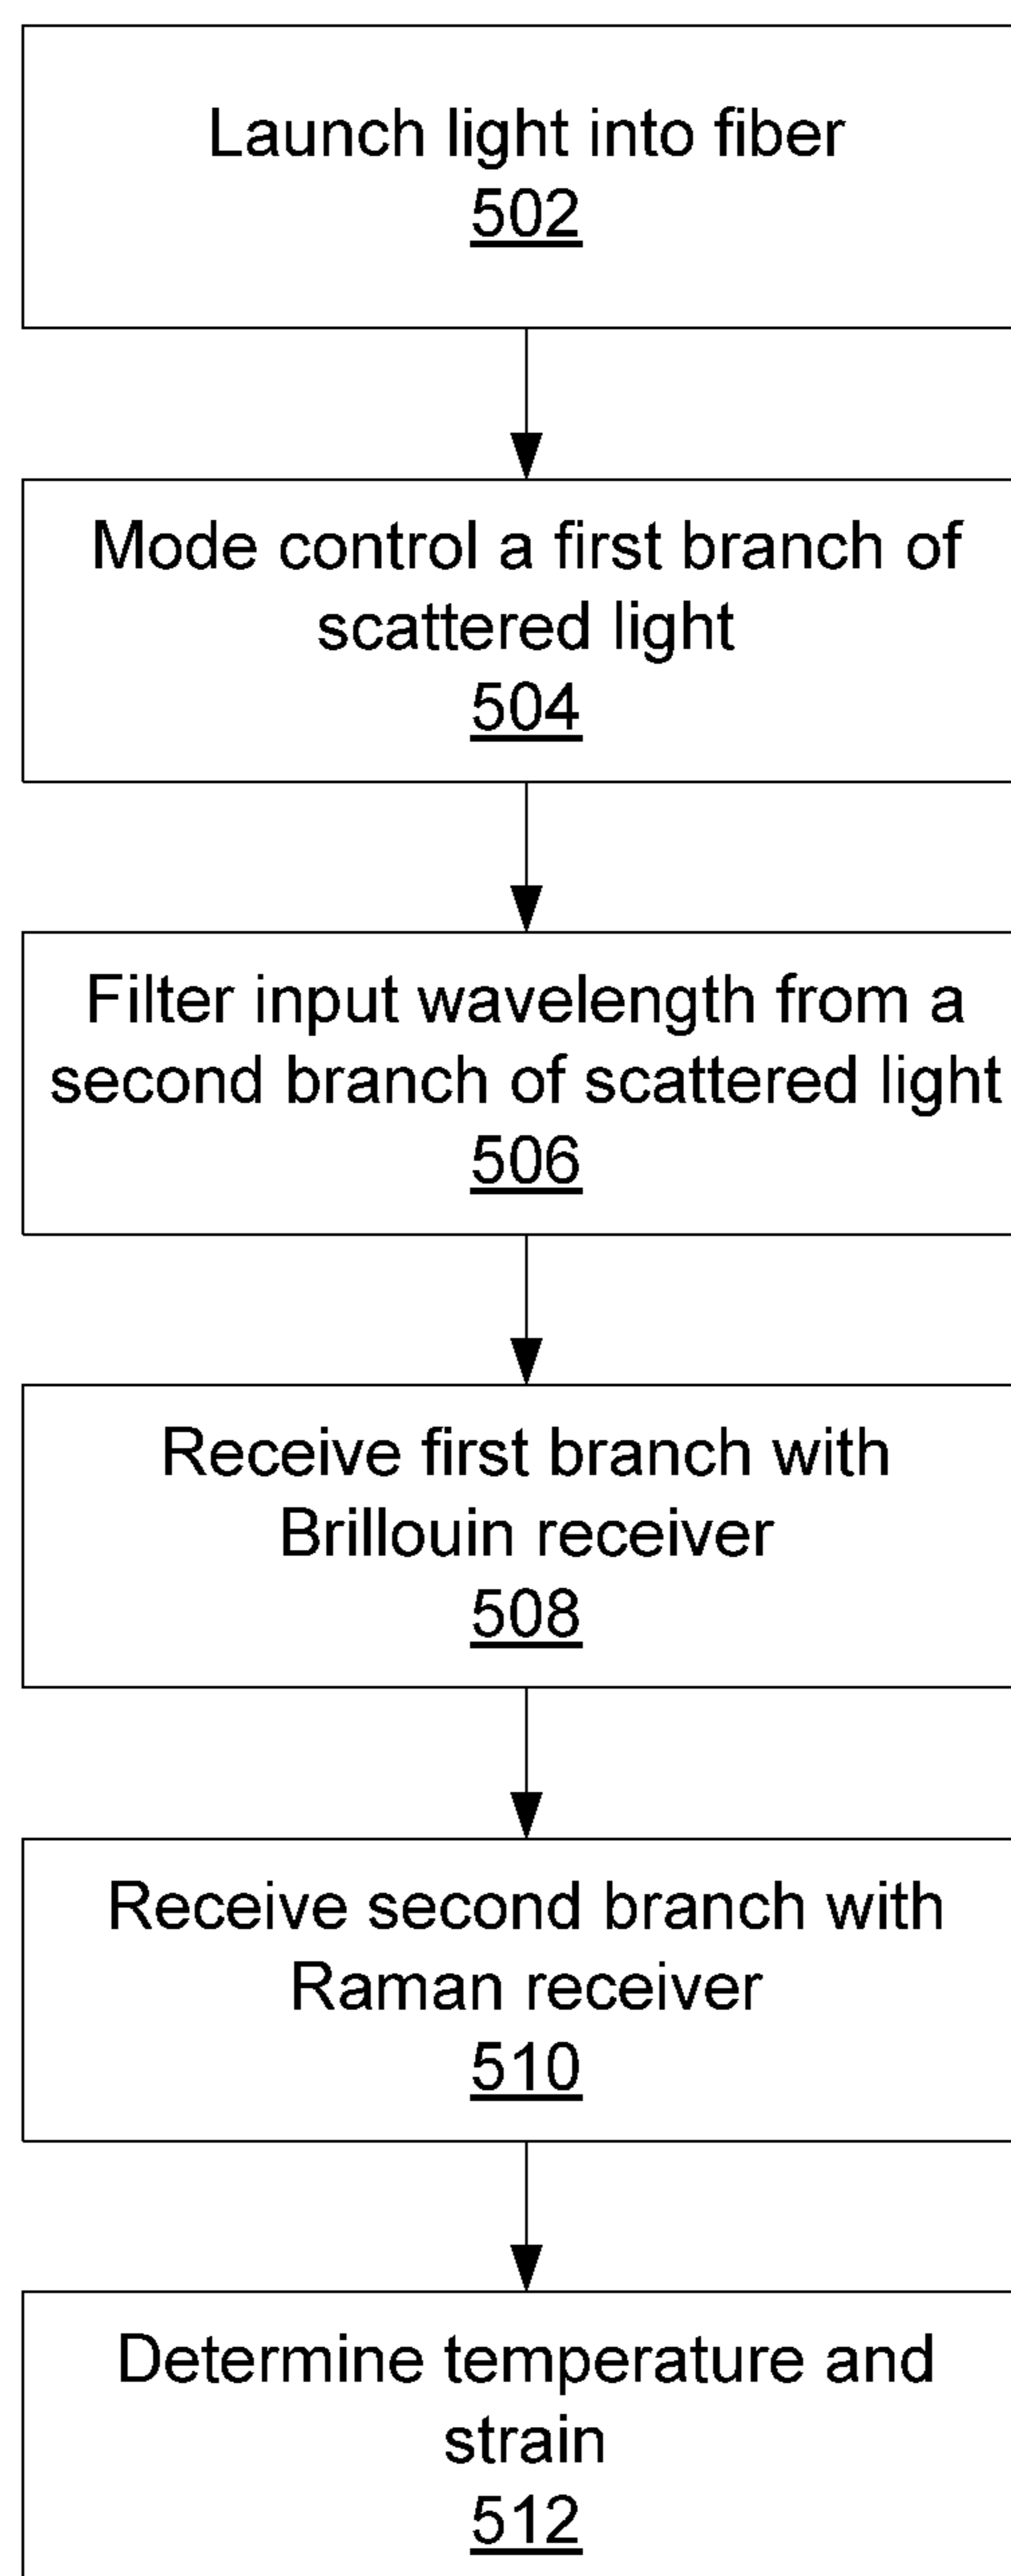 Launch light into fiber
502
Mode control a first branch of
scattered light
504
Filter input wavelength from a
second branch of scattered light
506
Receive first branch with
Brillouin receiver
508
Receive second branch with
Raman receiver
510
Determine temperature and
strain
512